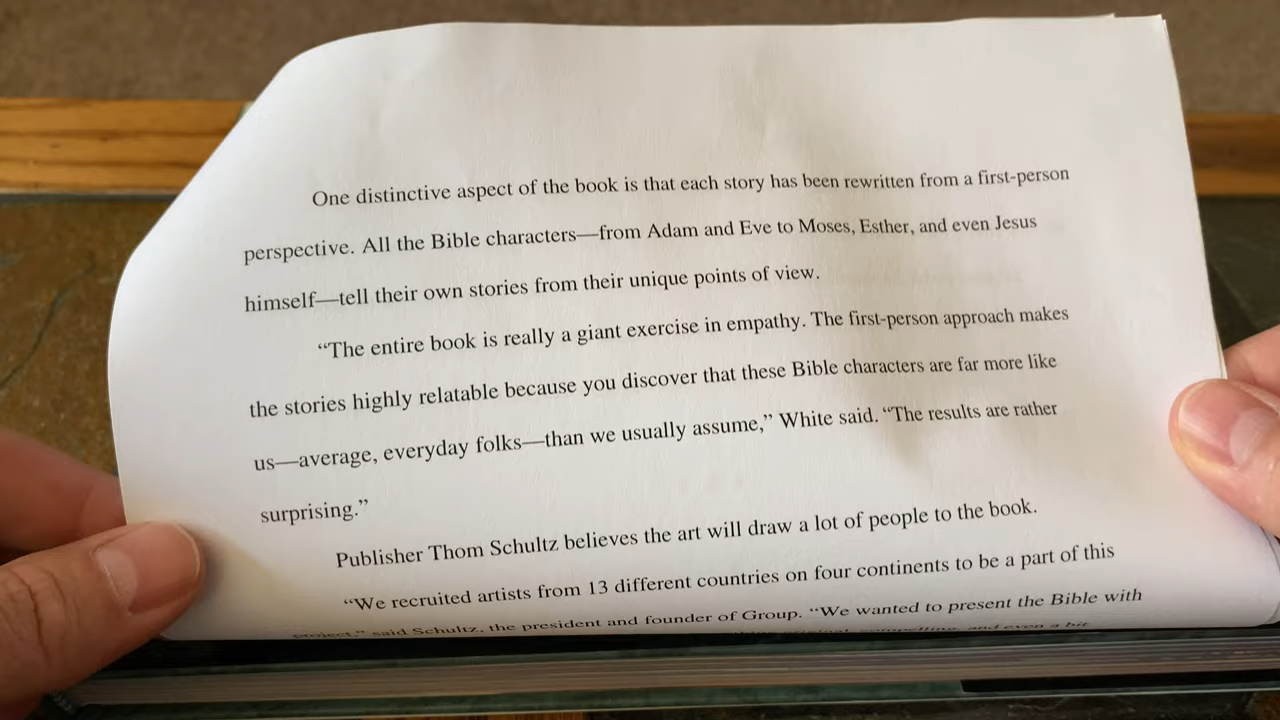 One distinctive aspect of the book is that each story has been rewritten from a first-person
perspective. All the Bible characters—from Adam and Eve to Moses, Esther, and even Jesus
himself—tell their own stories from their unique points of view.
“The entire book is really a giant exercise in empathy. The first-person approach makes
the stories highly relatable because you discover that these Bible characters are far more like
us—average, everyday folks—than we usually assume,” White said. “The results are rather
surprising.”
Publisher Thom Schultz believes the art will draw a lot of people to the book.
“We recruited artists from 13 different countries on four continents to be a part of this
project,” said Schultz, the president and founder of Group. “We wanted to present the Bible with
compelling, and even a bit